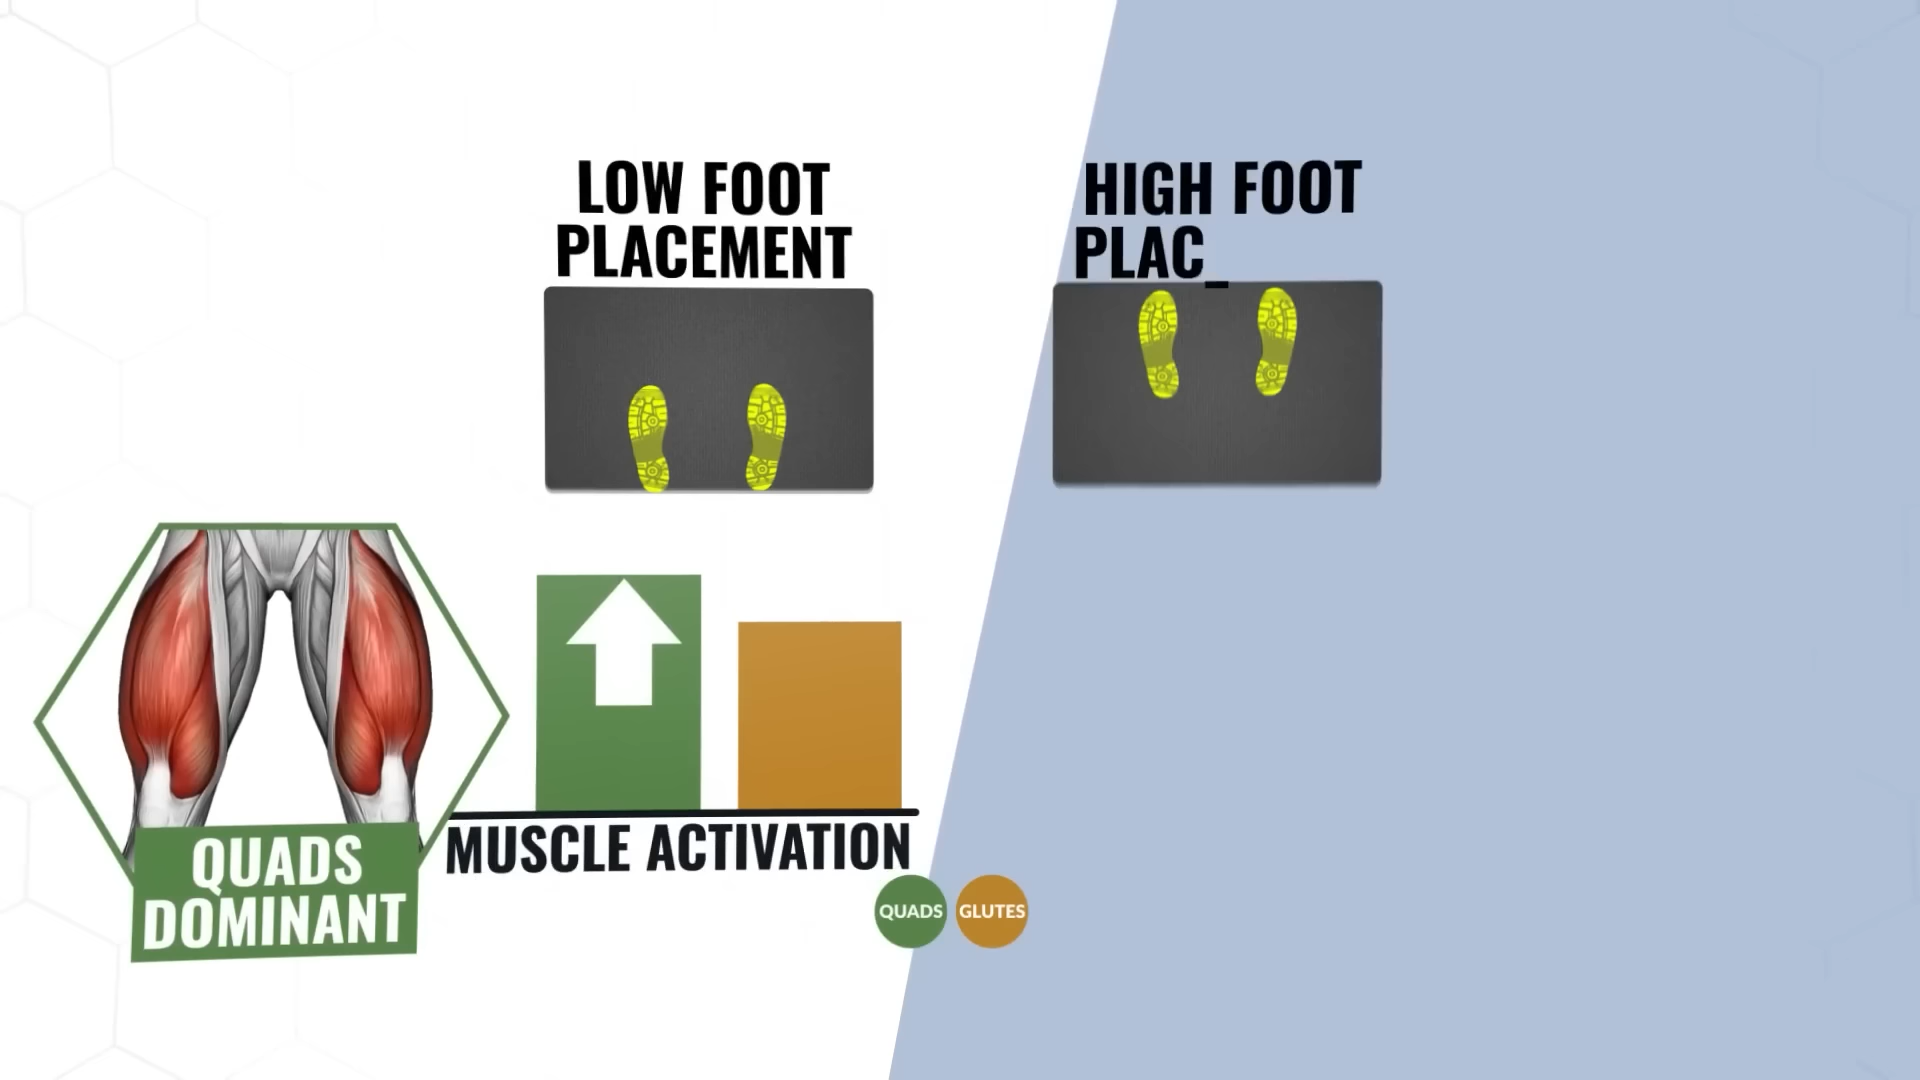 LOW FOOT
PLACEMENT
HIGH FOOT
PLAC_
QUADS
DOMINANT
MUSCLE ACTIVATION
QUADS
GLUTES